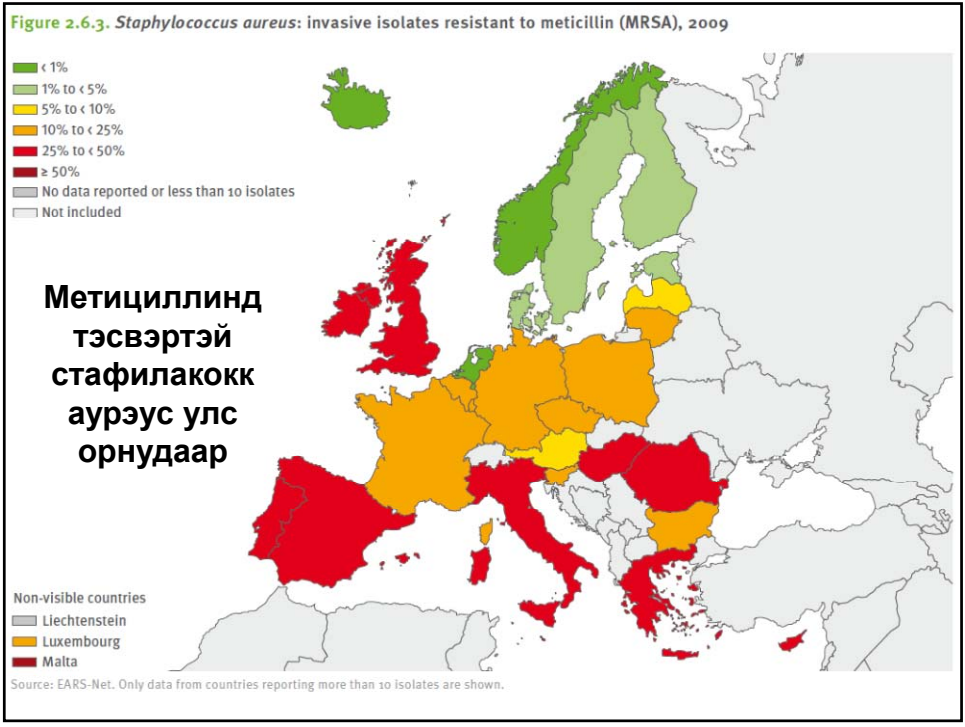 Figure 2.6.3. Staphylococcus aureus: invasive isolates resistant to meticillin (MRSA), 2009
< 1%
1% to < 5%
5% to < 10%
10% to < 25%
25% to < 50%
≥ 50%
No data reported or less than 10 isolates
Not included
Метициллинд
тэсвэртэй
стафилакокк
аурэус улс
орнудаар
Non-visible countries
Liechtenstein
Luxembourg
Malta
Source: EARS-Net. Only data from countries reporting more than 10 isolates are shown.